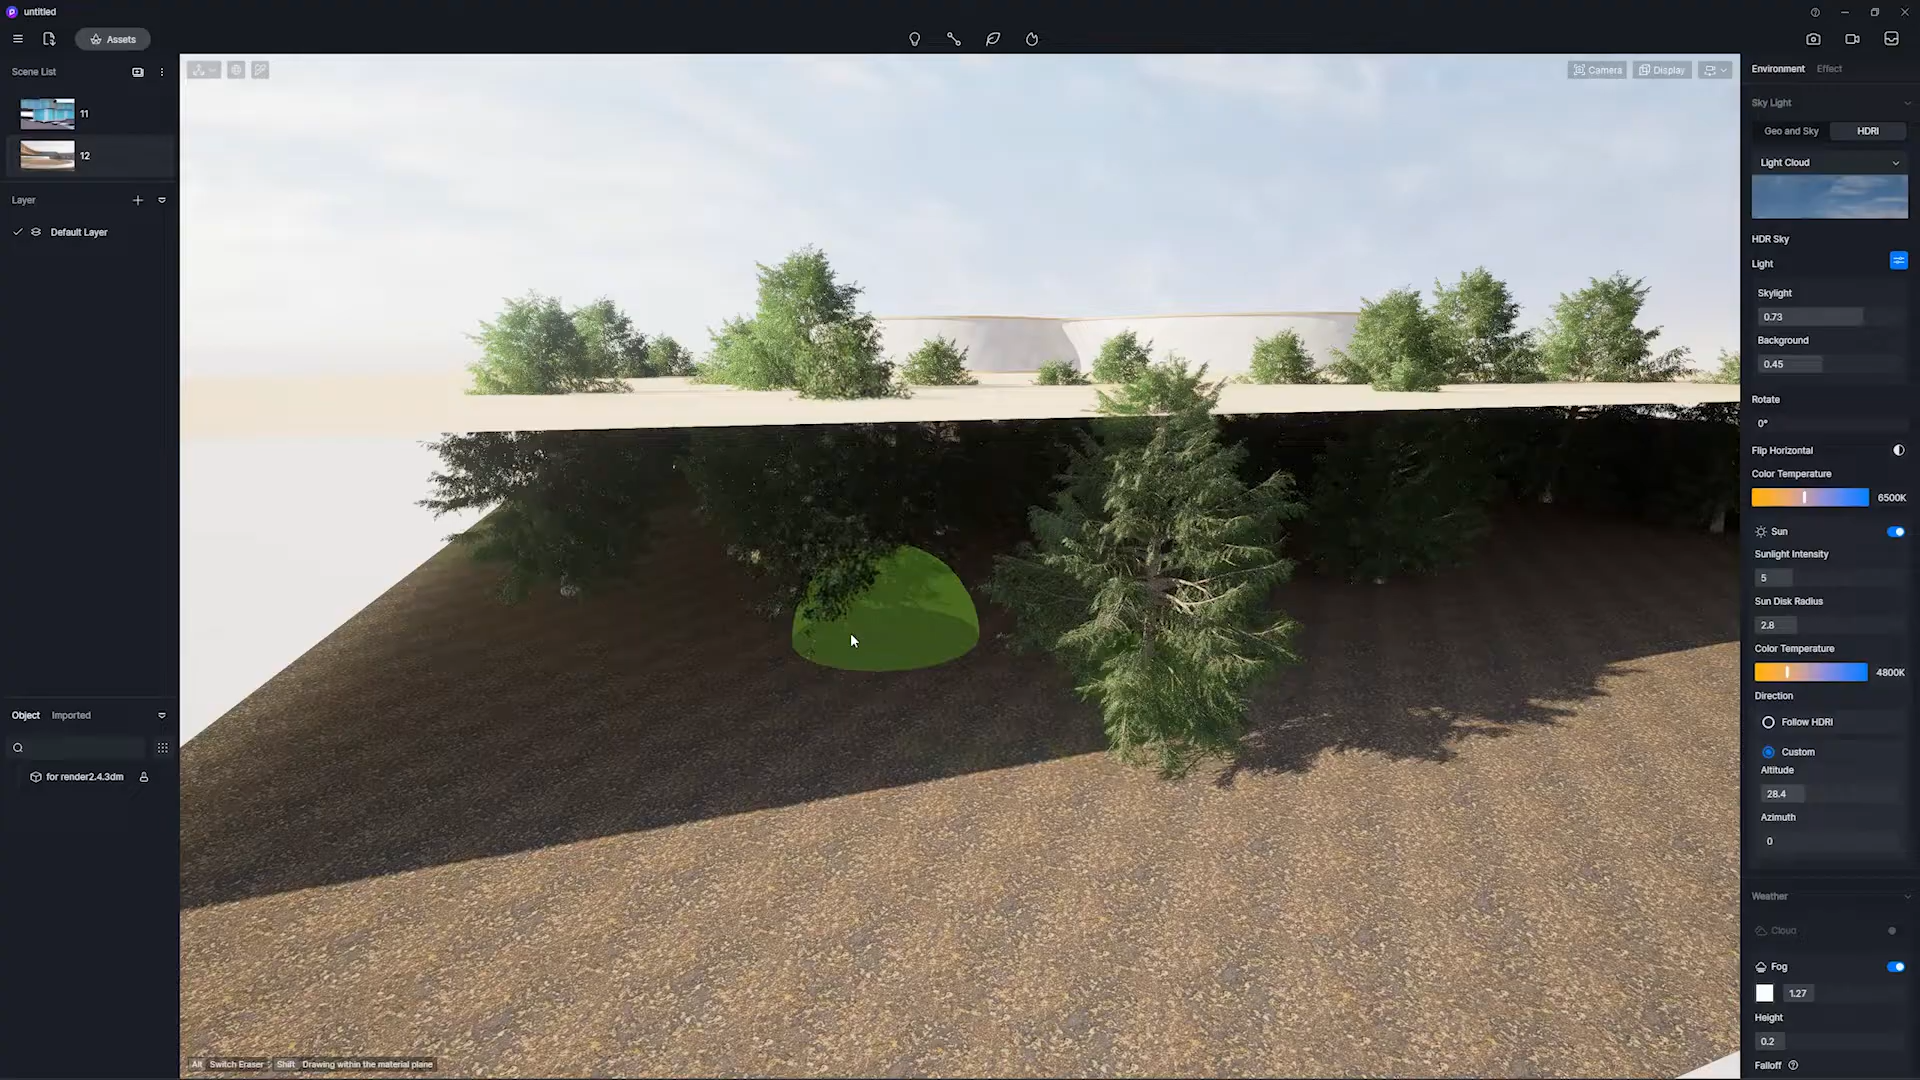 untitled
Assets
Scene List
11
12
Layer
Default Layer
Object Imported
for render2.4.3dm
Camera Display
Alt Switch Eraser Shift Drawing within the material plane
Environment Effect
Sky Light
Geo and Sky HDRI
Light Cloud
HDR Sky
Light
Skylight
0.73
Background
0.45
Rotate
0°
Flip Horizontal
Color Temperature
6500K
Sun
Sunlight Intensity
5
Sun Disk Radius
2.8
Color Temperature
4800K
Direction
Follow HDRI
Custom
Altitude
28.4
Azimuth
0
Weather
Cloud
Fog
1.27
Height
0.2
Falloff